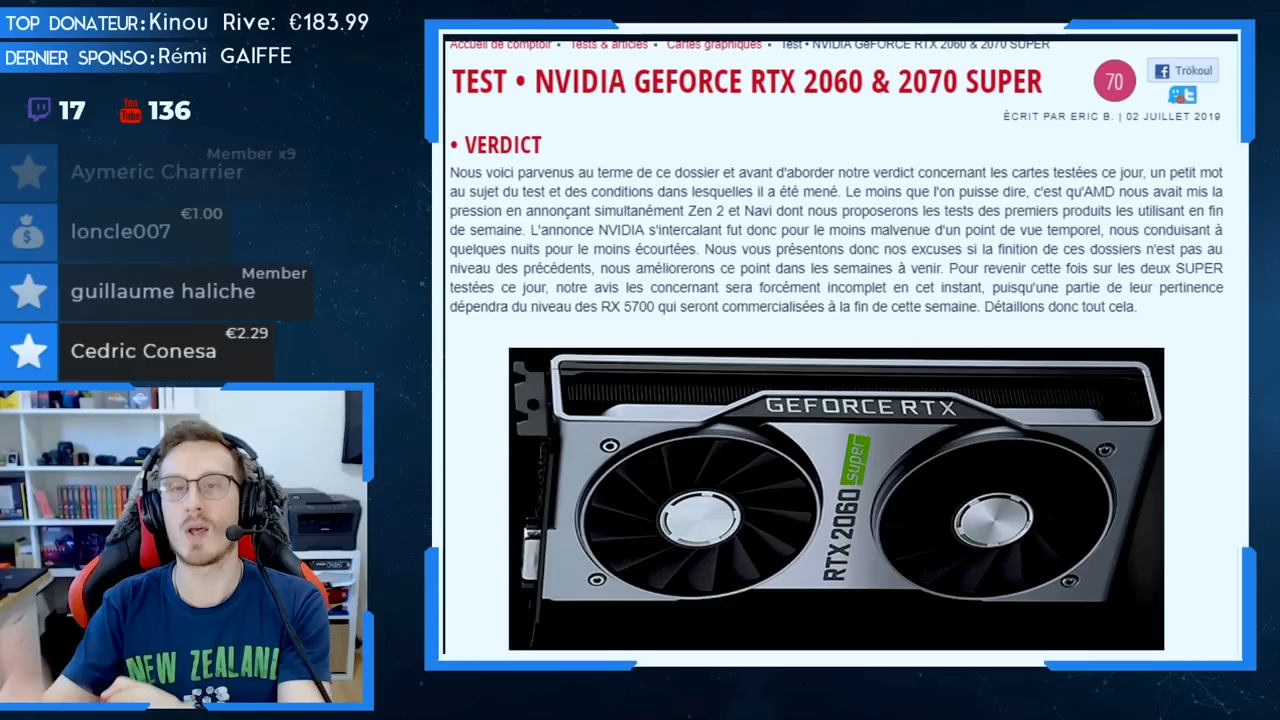 TOP DONATEUR: Kinou Rive: €183.99
DERNIER SPONSO: Rémi GAIFFE
17 136
Member x9
Aymeric Charrier
€1.00
loncle007
Member
guillaume haliche
€2.29
Cedric Conesa
NEW ZEALAND
Accueil de comptoir • Tests & articles • Cartes graphiques • Test • NVIDIA GeFORCE RTX 2060 & 2070 SUPER
TEST • NVIDIA GEFORCE RTX 2060 & 2070 SUPER
70
Trökoul
ÉCRIT PAR ERIC B. | 02 JUILLET 2019
• VERDICT
Nous voici parvenus au terme de ce dossier et avant d'aborder notre verdict concernant les cartes testées ce jour, un petit mot
au sujet du test et des conditions dans lesquelles il a été mené. Le moins que l'on puisse dire, c'est qu'AMD nous avait mis la
pression en annonçant simultanément Zen 2 et Navi dont nous proposerons les tests des premiers produits les utilisant en fin
de semaine. L'annonce NVIDIA s'intercalant fut donc pour le moins malvenue d'un point de vue temporel, nous conduisant à
quelques nuits pour le moins écourtées. Nous vous présentons donc nos excuses si la finition de ces dossiers n'est pas au
niveau des précédents, nous améliorerons ce point dans les semaines à venir. Pour revenir cette fois sur les deux SUPER
testées ce jour, notre avis les concernant sera forcément incomplet en cet instant, puisqu'une partie de leur pertinence
dépendra du niveau des RX 5700 qui seront commercialisées à la fin de cette semaine. Détaillons donc tout cela.
GEFORCE RTX
RTX 2060 super